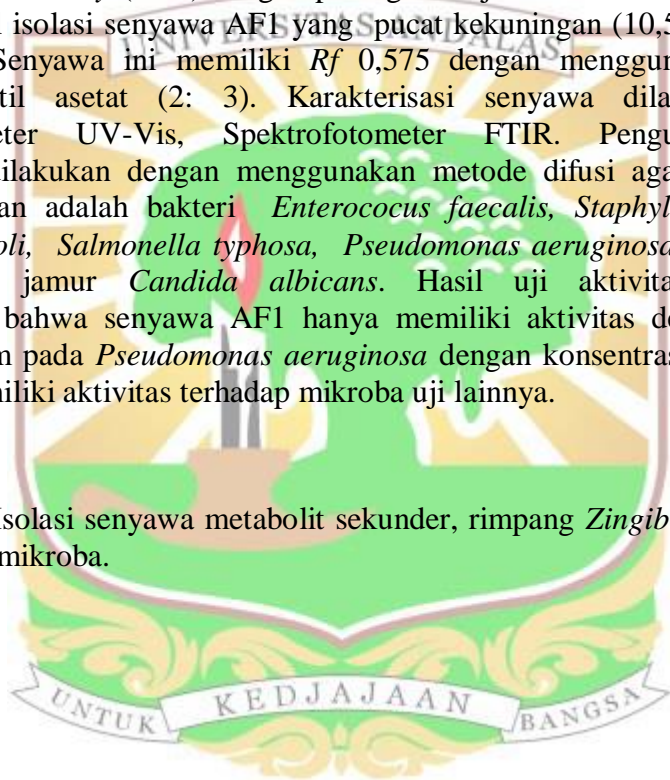 isolasi senyawa AF1 yang pucat kekuningan (10,5
UNIVERSITAS ANDALAS
Senyawa ini memiliki Rf 0,575 dengan menggun
til asetat (2: 3). Karakterisasi senyawa dila
eter UV-Vis, Spektrofotometer FTIR. Pengu
ilakukan dengan menggunakan metode difusi aga
an adalah bakteri Enterococus faecalis, Staphyl
oli, Salmonella typhosa, Pseudomonas aeruginosa
jamur Candida albicans. Hasil uji aktivita
bahwa senyawa AF1 hanya memiliki aktivitas de
m pada Pseudomonas aeruginosa dengan konsentras
iliki aktivitas terhadap mikroba uji lainnya.
Isolasi senyawa metabolit sekunder, rimpang Zingib
mikroba.
UNTUK KEDJAJAAN BANGSA